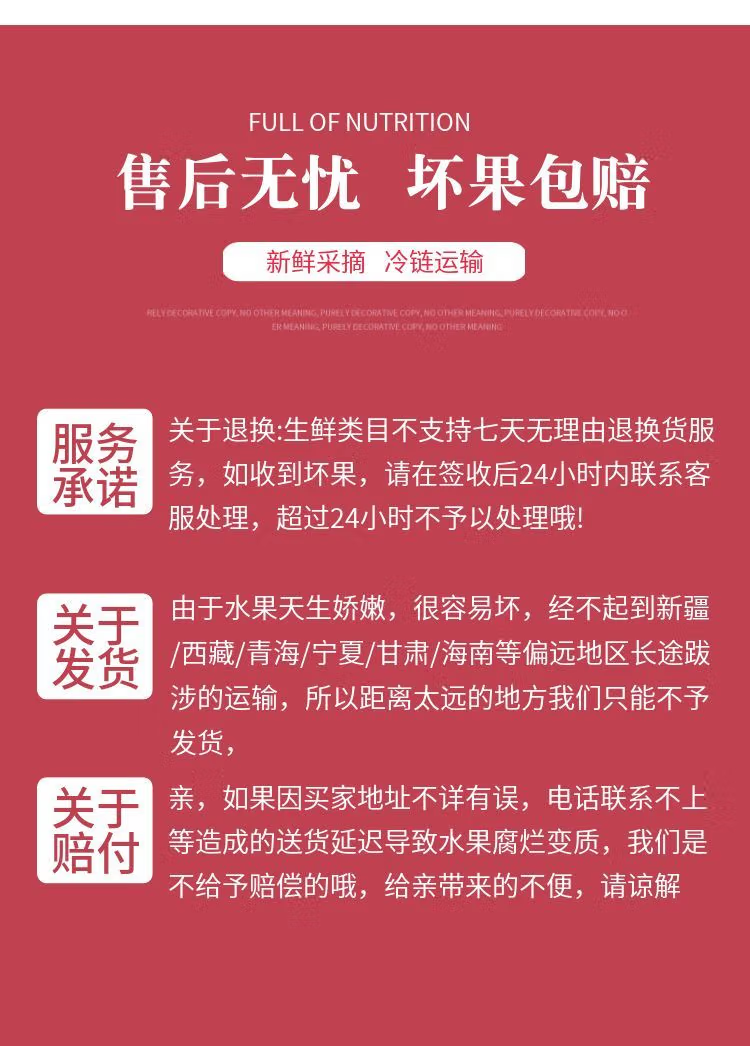 FULL OF NUTRITION
售后无忧 坏果包赔
新鲜采摘 冷链运输
RELY DECORATIVE COPY, NO OTHER MEANING, PURELY DECORATIVE COPY, NO OTHER MEANING, PURELY DECORATIVE COPY, NO O
ER MEANING, PURELY DECORATIVE COPY, NO OTHER MEANING
服务
承诺
关于退换:生鲜类目不支持七天无理由退换货服
务，如收到坏果，请在签收后24小时内联系客
服处理，超过24小时不予以处理哦!
关于
发货
由于水果天生娇嫩，很容易坏，经不起到新疆
/西藏/青海/宁夏/甘肃/海南等偏远地区长途跋
涉的运输，所以距离太远的地方我们只能不予
发货，
关于
赔付
亲，如果因买家地址不详有误，电话联系不上
等造成的送货延迟导致水果腐烂变质，我们是
不给予赔偿的哦，给亲带来的不便，请谅解